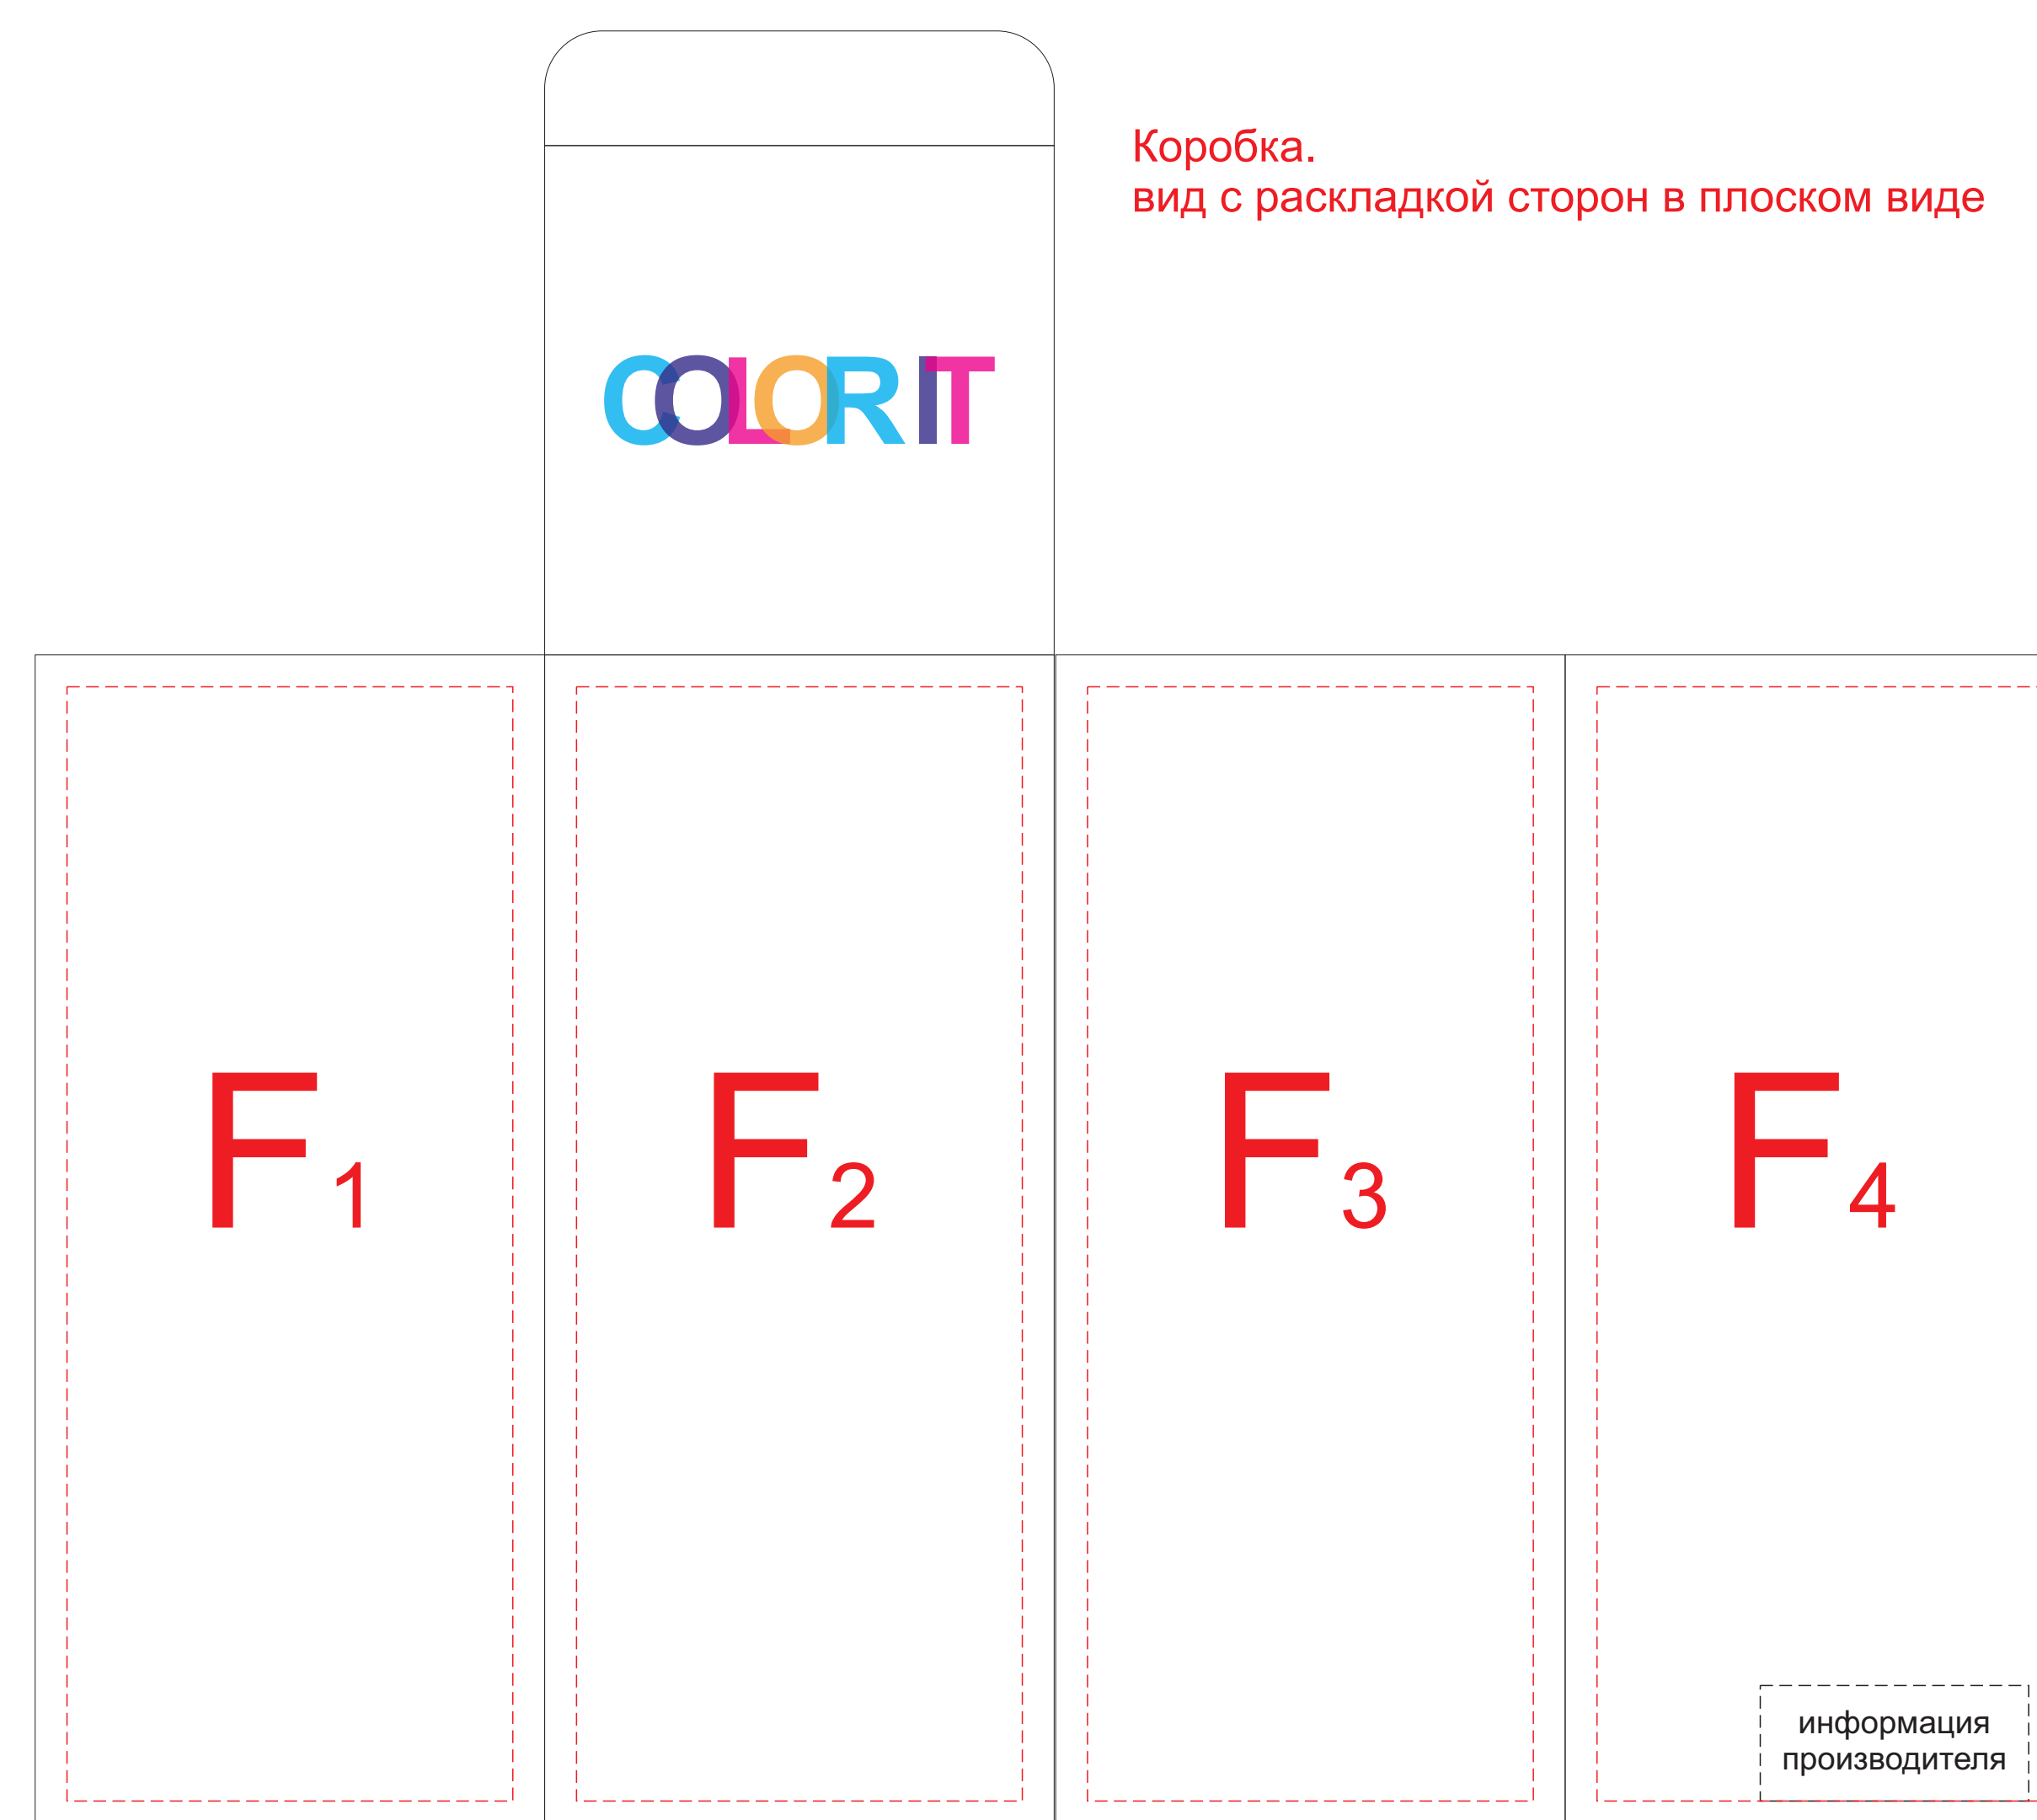 Коробка.
вид с раскладкой сторон в плоском виде
COLOR IT
F1
F2
F3
F4
информация
производителя